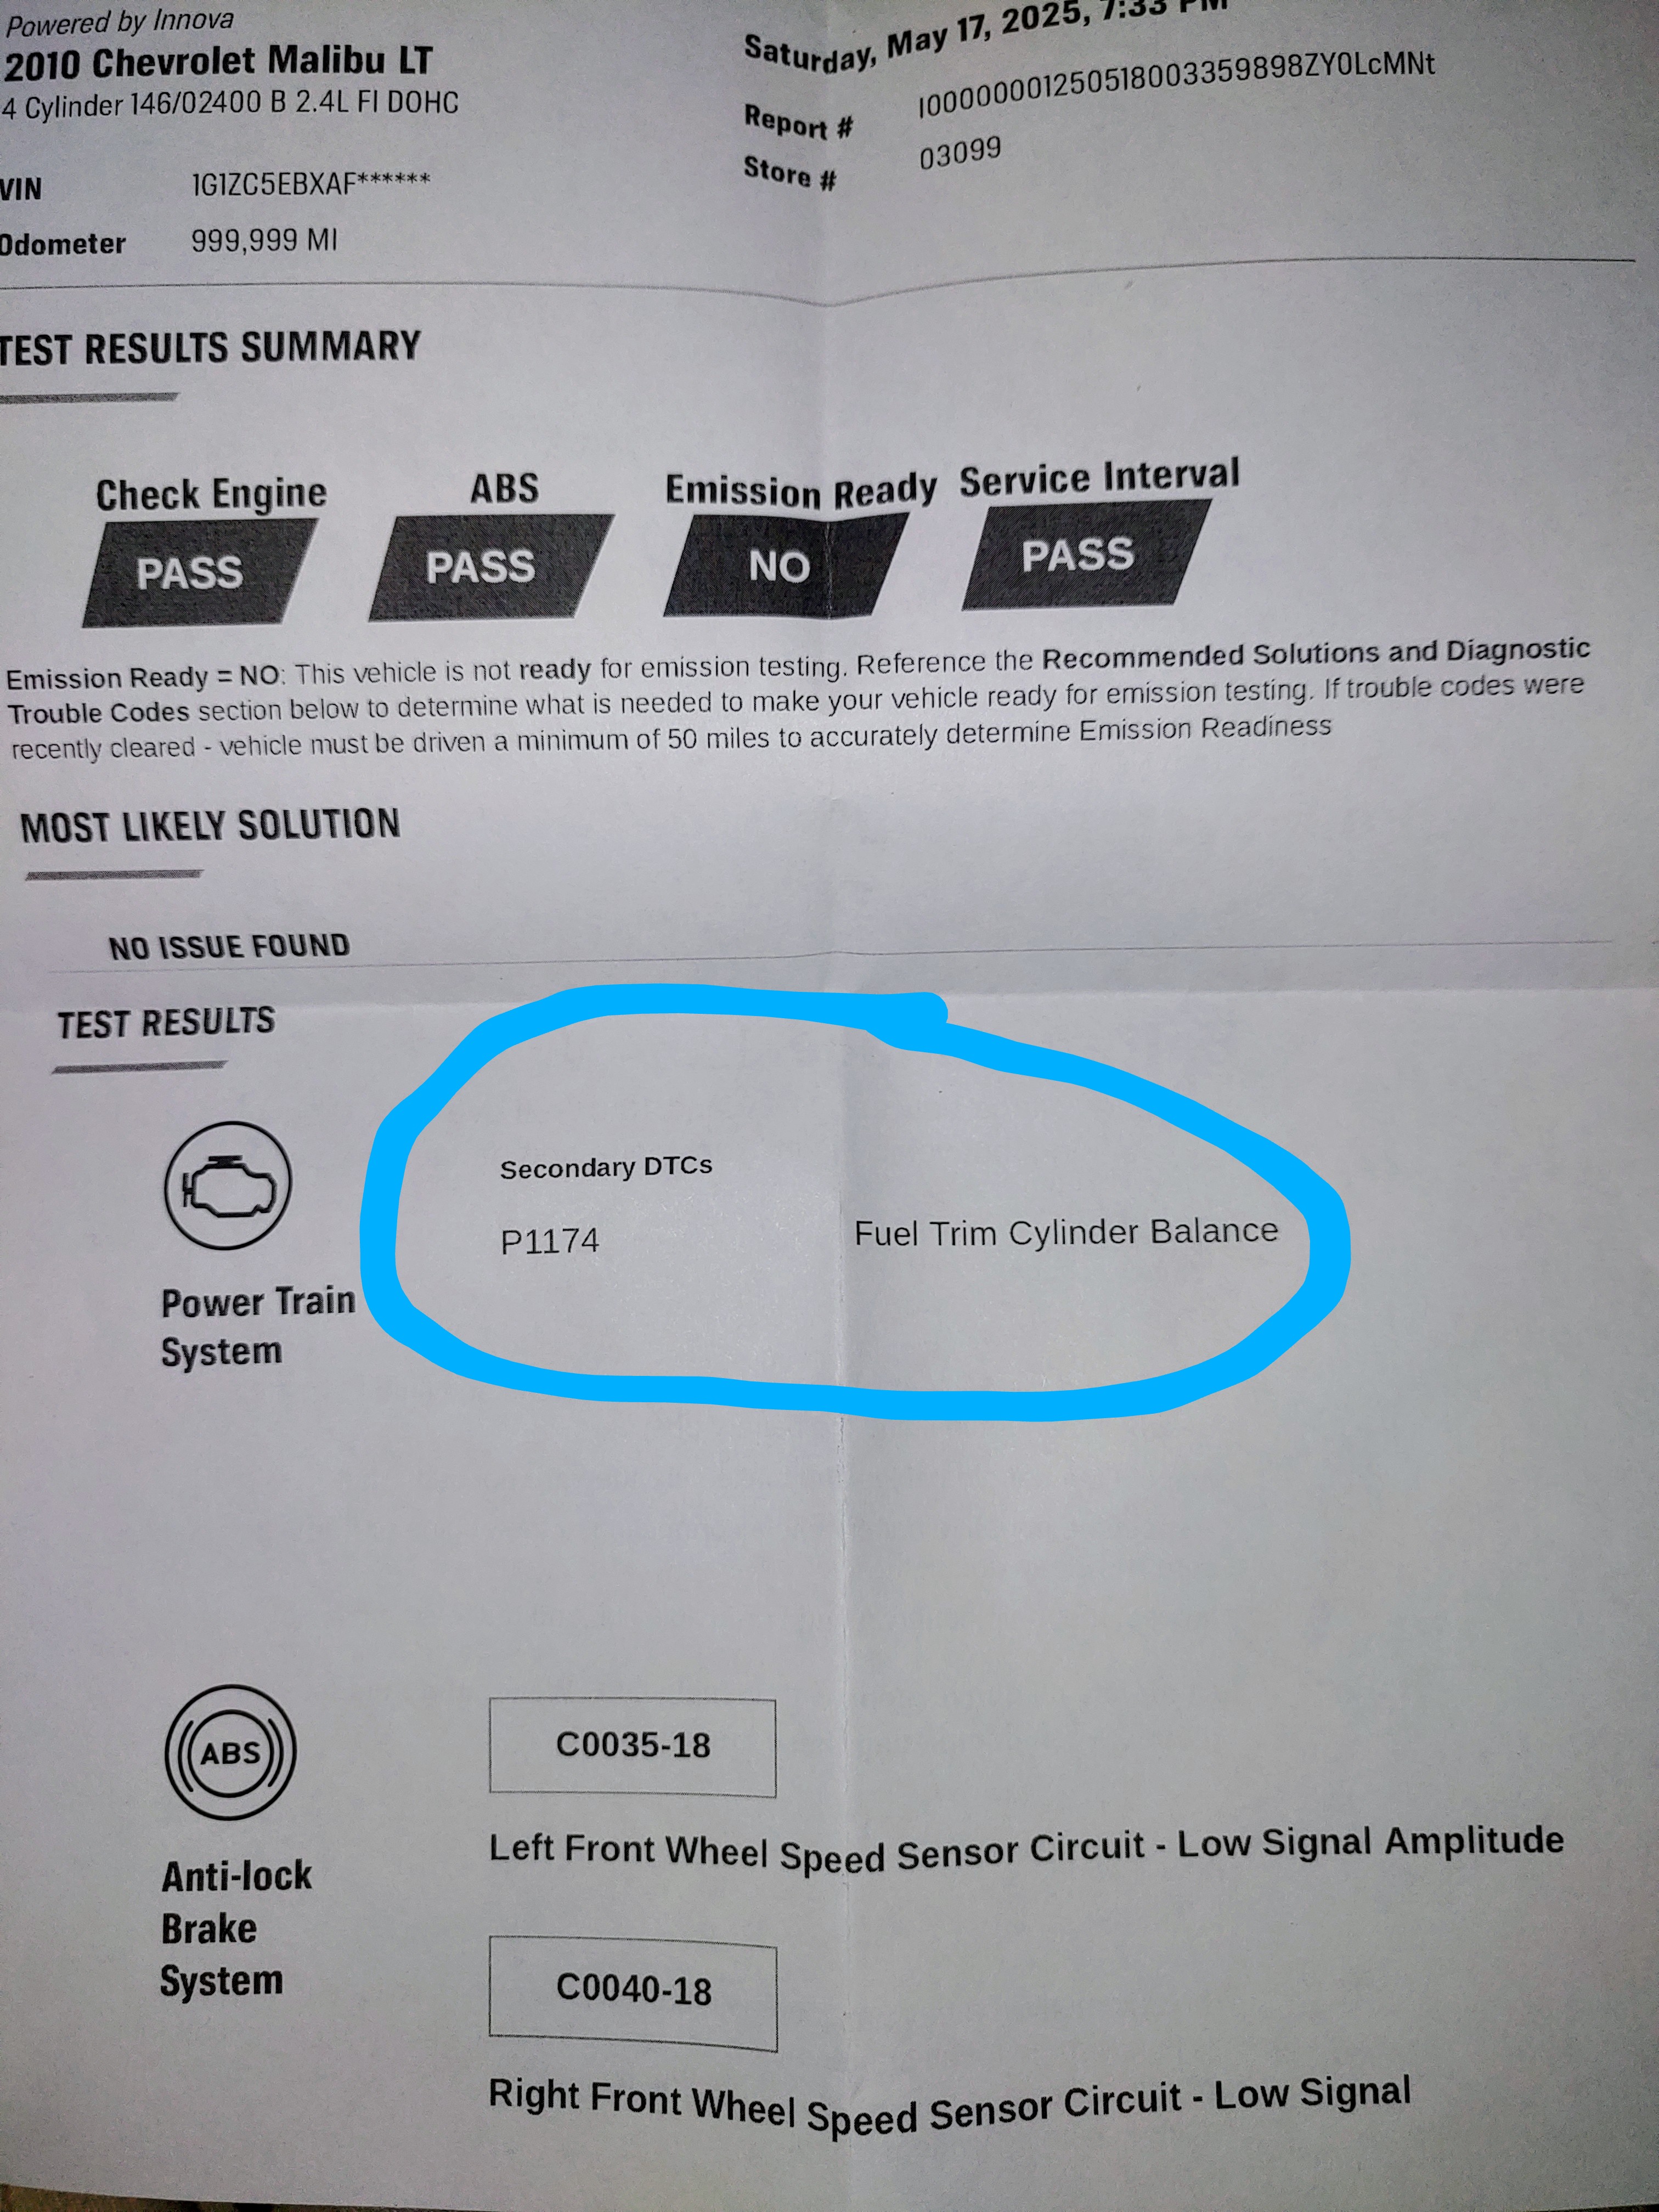 Powered by Innova
2010 Chevrolet Malibu LT
4 Cylinder 146/02400 B 2.4L FI DOHC
VIN 1G1ZC5EBXAF******
Odometer 999,999 MI
Saturday, May 17, 2025, 7:33 PM
Report # I00000001250518003359898ZY0LcMNt
Store # 03099
TEST RESULTS SUMMARY
Check Engine ABS Emission Ready Service Interval
PASS PASS NO PASS
Emission Ready = NO: This vehicle is not ready for emission testing. Reference the Recommended Solutions and Diagnostic
Trouble Codes section below to determine what is needed to make your vehicle ready for emission testing. If trouble codes were
recently cleared - vehicle must be driven a minimum of 50 miles to accurately determine Emission Readiness
MOST LIKELY SOLUTION
NO ISSUE FOUND
TEST RESULTS
Power Train
System
Secondary DTCs
P1174 Fuel Trim Cylinder Balance
ABS
Anti-lock
Brake
System
C0035-18
Left Front Wheel Speed Sensor Circuit - Low Signal Amplitude
C0040-18
Right Front Wheel Speed Sensor Circuit - Low Signal